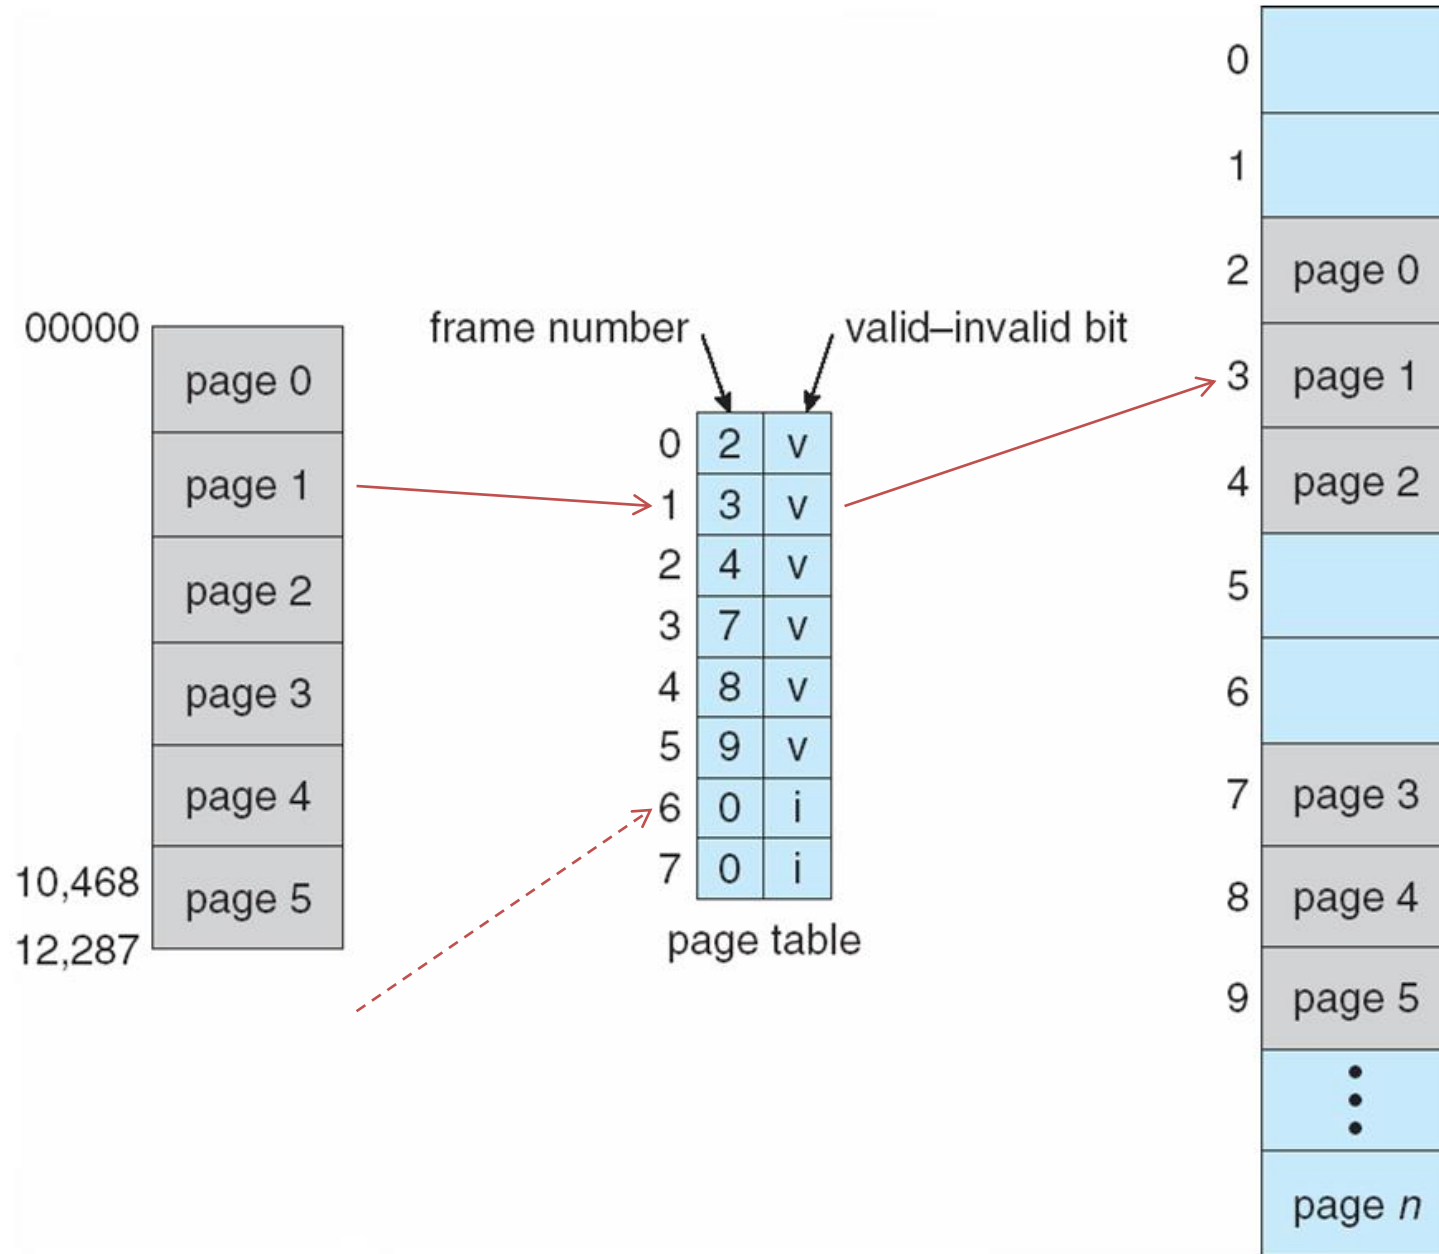 00000
page 0
page 1
page 2
page 3
page 4
10,468
page 5
12,287
frame number
valid–invalid bit
0 2 v
1 3 v
2 4 v
3 7 v
4 8 v
5 9 v
6 0 i
7 0 i
page table
0
1
2 page 0
3 page 1
4 page 2
5
6
7 page 3
8 page 4
9 page 5
page n